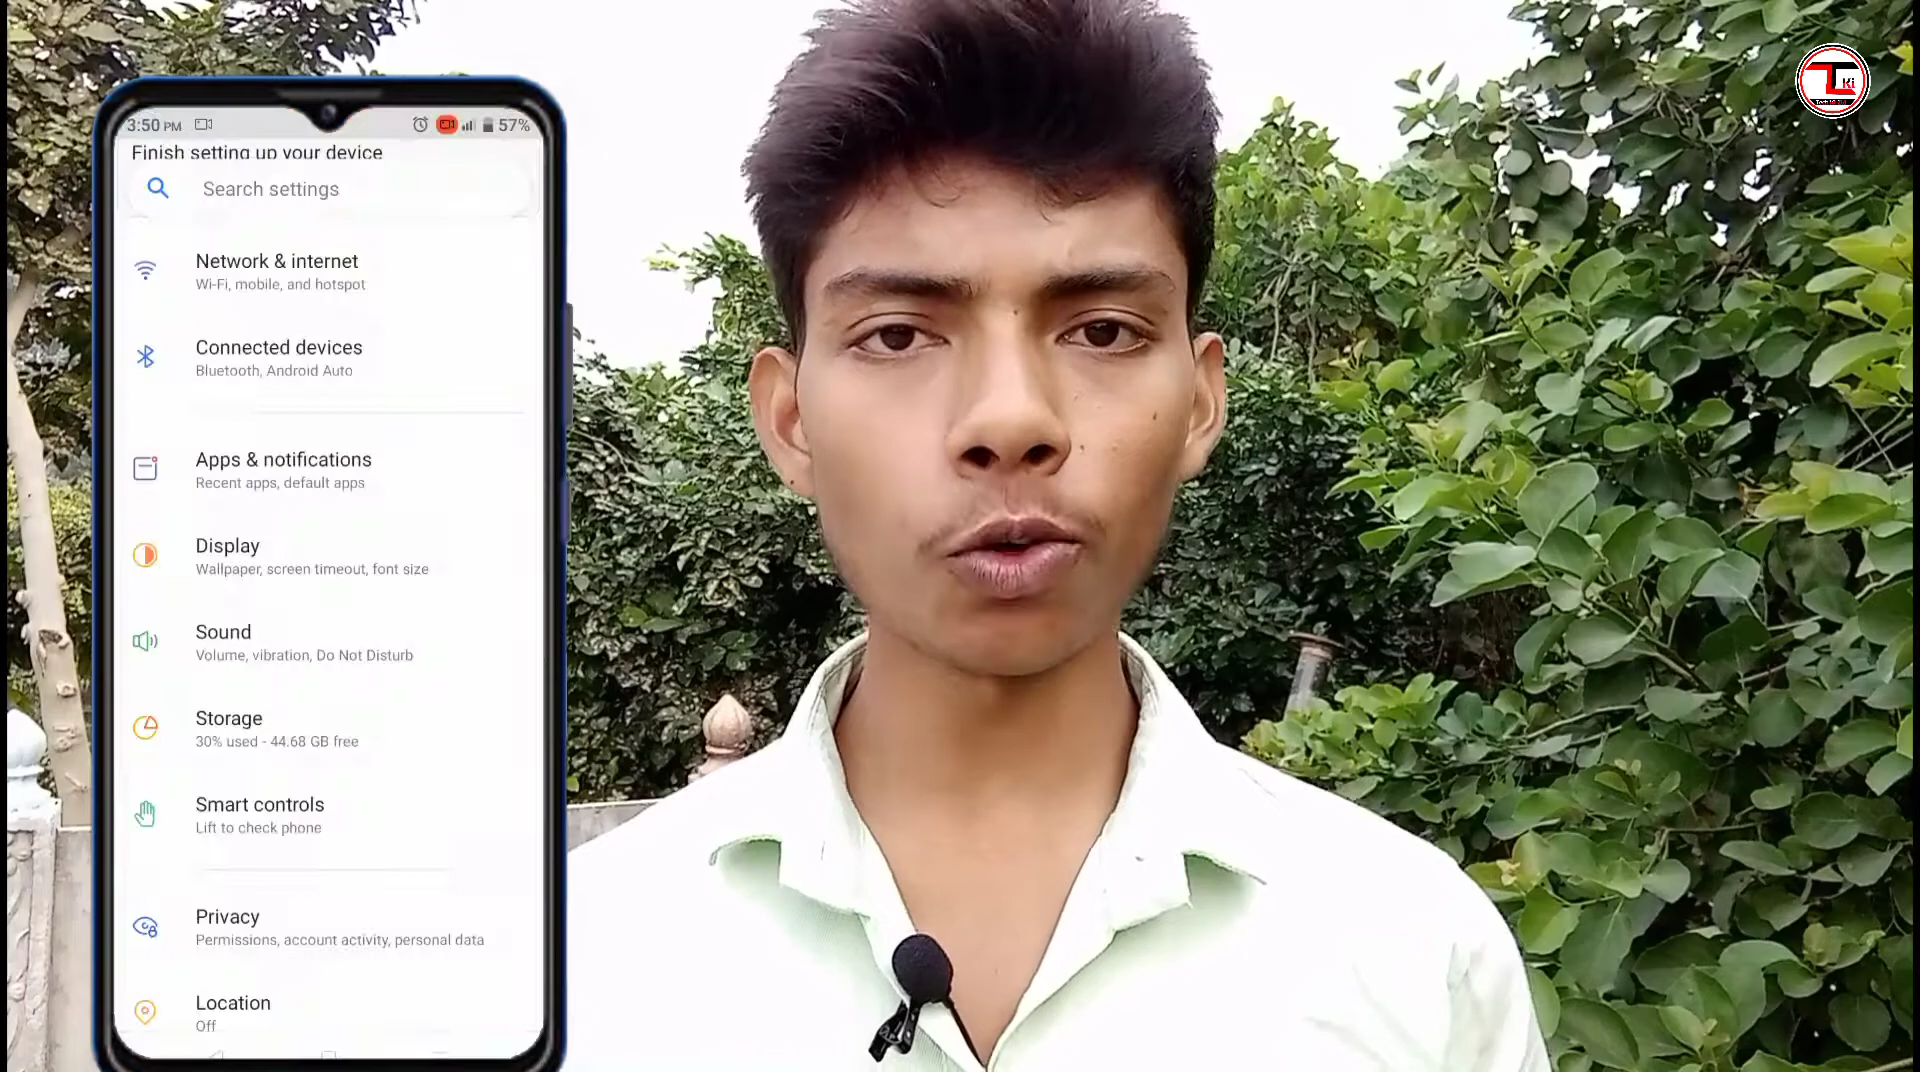 3:50 PM
57%
Finish setting up your device
Search settings
Network & internet
Wi-Fi, mobile, and hotspot
Connected devices
Bluetooth, Android Auto
Apps & notifications
Recent apps, default apps
Display
Wallpaper, screen timeout, font size
Sound
Volume, vibration, Do Not Disturb
Storage
30% used - 44.68 GB free
Smart controls
Lift to check phone
Privacy
Permissions, account activity, personal data
Location
Off
Ki